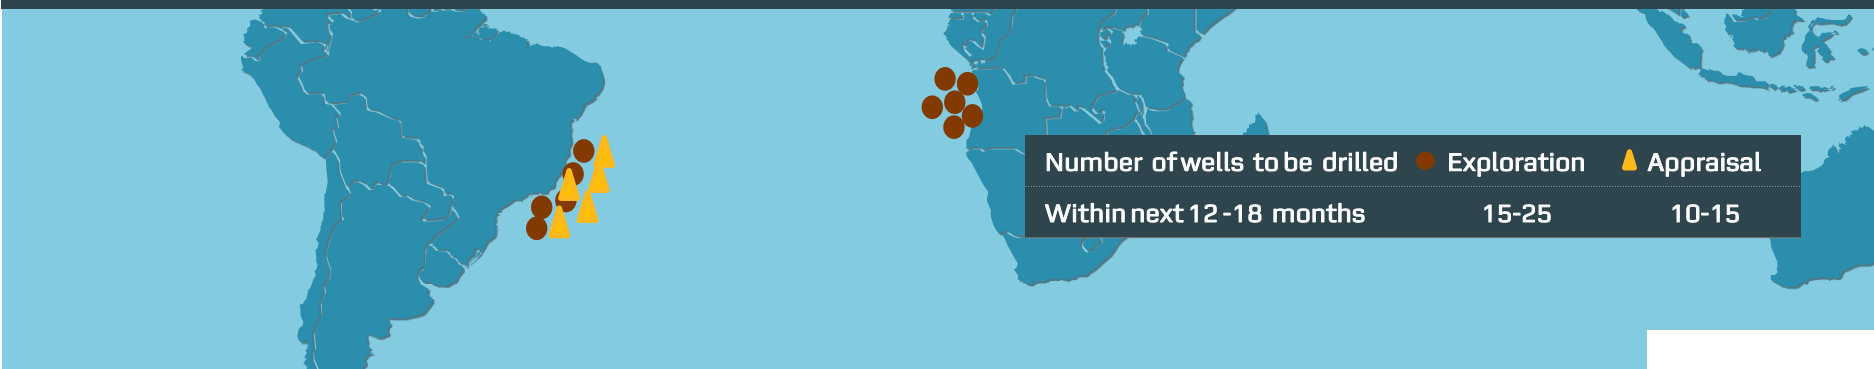 Number of wells to be drilled Exploration Appraisal
Within next 12-18 months 15-25 10-15